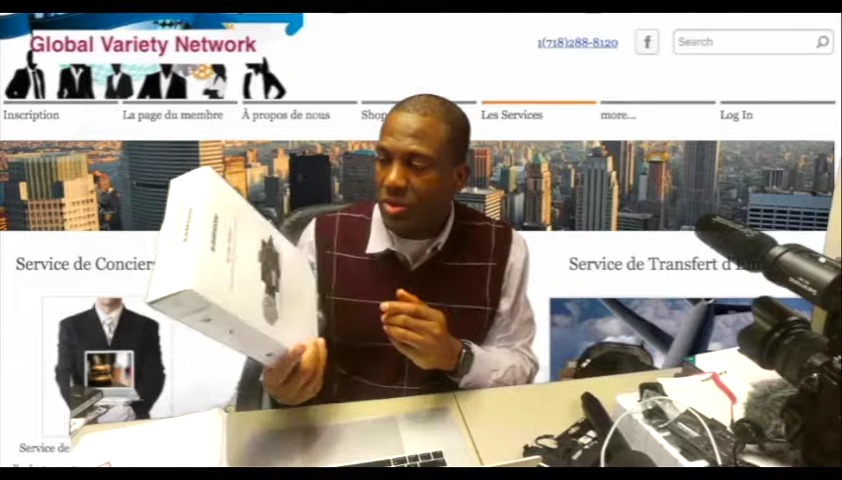 Global Variety Network
1(718)288-8120
f
Search
Inscription
La page du membre
À propos de nous
Shop
Les Services
more...
Log In
Service de Concier
Service de Transfert d'
Service de